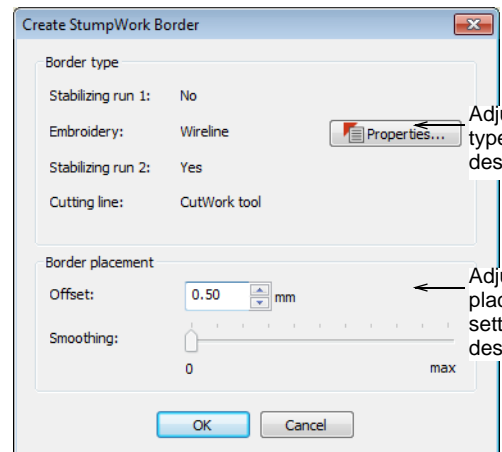 Create StumpWork Border
Border type
Stabilizing run 1: No
Embroidery: Wireline
Properties...
Stabilizing run 2: Yes
Cutting line: CutWork tool
Border placement
Offset: 0.50 mm
Smoothing:
0 max
OK Cancel